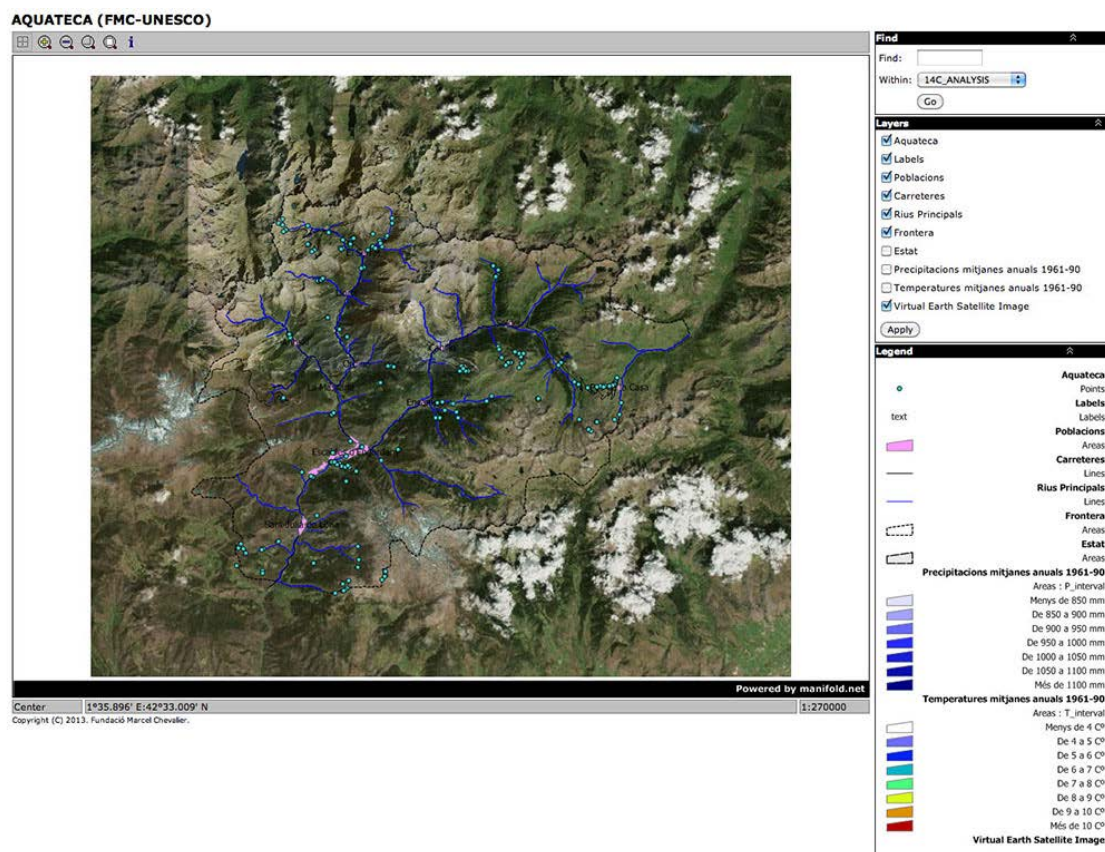 AQUATECA (FMC-UNESCO)
Find
Find:
Within: 14C_ANALYSIS
Go
Layers
Aquateca
Labels
Poblacions
Carreteres
Rius Principals
Frontera
Estat
Precipitacions mitjanes anuals 1961-90
Temperatures mitjanes anuals 1961-90
Virtual Earth Satellite Image
Apply
Legend
Aquateca
Points
Labels
text Labels
Poblacions
Areas
Carreteres
Lines
Rius Principals
Lines
Frontera
Areas
Estat
Areas
Precipitacions mitjanes anuals 1961-90
Areas : P_interval
Menys de 850 mm
De 850 a 900 mm
De 900 a 950 mm
De 950 a 1000 mm
De 1000 a 1050 mm
De 1050 a 1100 mm
Més de 1100 mm
Temperatures mitjanes anuals 1961-90
Areas : T_interval
Menys de 4 Cº
De 4 a 5 Cº
De 5 a 6 Cº
De 6 a 7 Cº
De 7 a 8 Cº
De 8 a 9 Cº
De 9 a 10 Cº
Més de 10 Cº
Virtual Earth Satellite Image
Powered by manifold.net
Center 1°35.896' E:42°33.009' N 1:270000
Copyright (C) 2013. Fundació Marcel Chevalier.